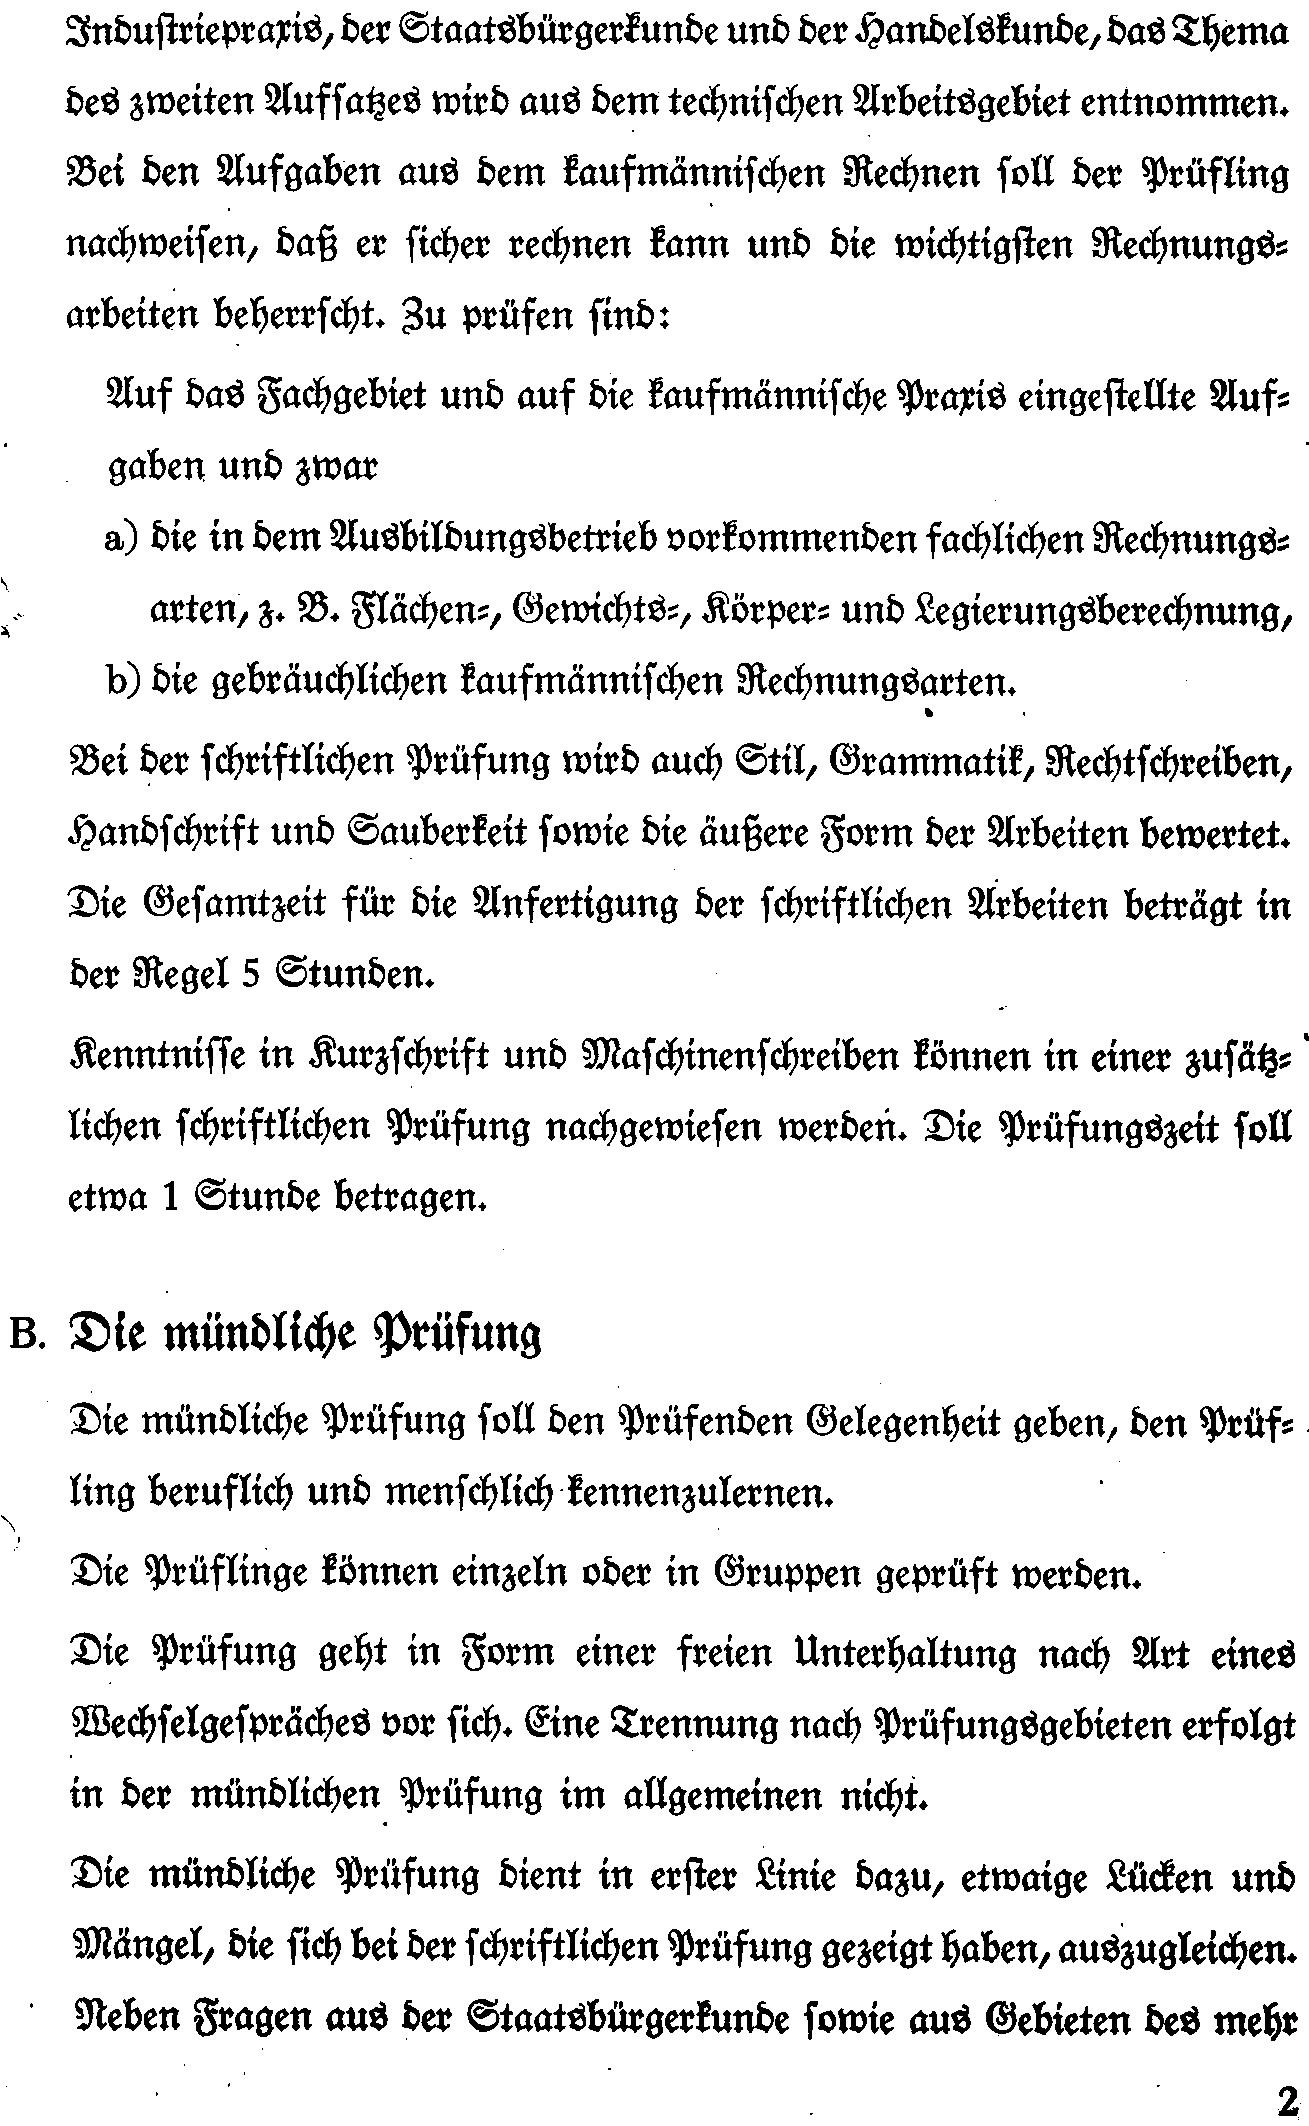 Industriepraxis, der Staatsbürgerkunde und der Handelskunde, das Thema
des zweiten Aufsatzes wird aus dem technischen Arbeitsgebiet entnommen.
Bei den Aufgaben aus dem kaufmännischen Rechnen soll der Prüfling
nachweisen, daß er sicher rechnen kann und die wichtigsten Rechnungs-
arbeiten beherrscht. Zu prüfen sind:
Auf das Fachgebiet und auf die kaufmännische Praxis eingestellte Auf-
gaben und zwar
a) die in dem Ausbildungsbetrieb vorkommenden fachlichen Rechnungs-
arten, z. B. Flächen-, Gewichts-, Körper- und Legierungsberechnung,
b) die gebräuchlichen kaufmännischen Rechnungsarten.
Bei der schriftlichen Prüfung wird auch Stil, Grammatik, Rechtschreiben,
Handschrift und Sauberkeit sowie die äußere Form der Arbeiten bewertet.
Die Gesamtzeit für die Anfertigung der schriftlichen Arbeiten beträgt in
der Regel 5 Stunden.
Kenntnisse in Kurzschrift und Maschinenschreiben können in einer zusätz-
lichen schriftlichen Prüfung nachgewiesen werden. Die Prüfungszeit soll
etwa 1 Stunde betragen.
B. Die mündliche Prüfung
Die mündliche Prüfung soll den Prüfenden Gelegenheit geben, den Prüf-
ling beruflich und menschlich kennenzulernen.
Die Prüflinge können einzeln oder in Gruppen geprüft werden.
Die Prüfung geht in Form einer freien Unterhaltung nach Art eines
Wechselgespräches vor sich. Eine Trennung nach Prüfungsgebieten erfolgt
in der mündlichen Prüfung im allgemeinen nicht.
Die mündliche Prüfung dient in erster Linie dazu, etwaige Lücken und
Mängel, die sich bei der schriftlichen Prüfung gezeigt haben, auszugleichen.
Neben Fragen aus der Staatsbürgerkunde sowie aus Gebieten des mehr
2